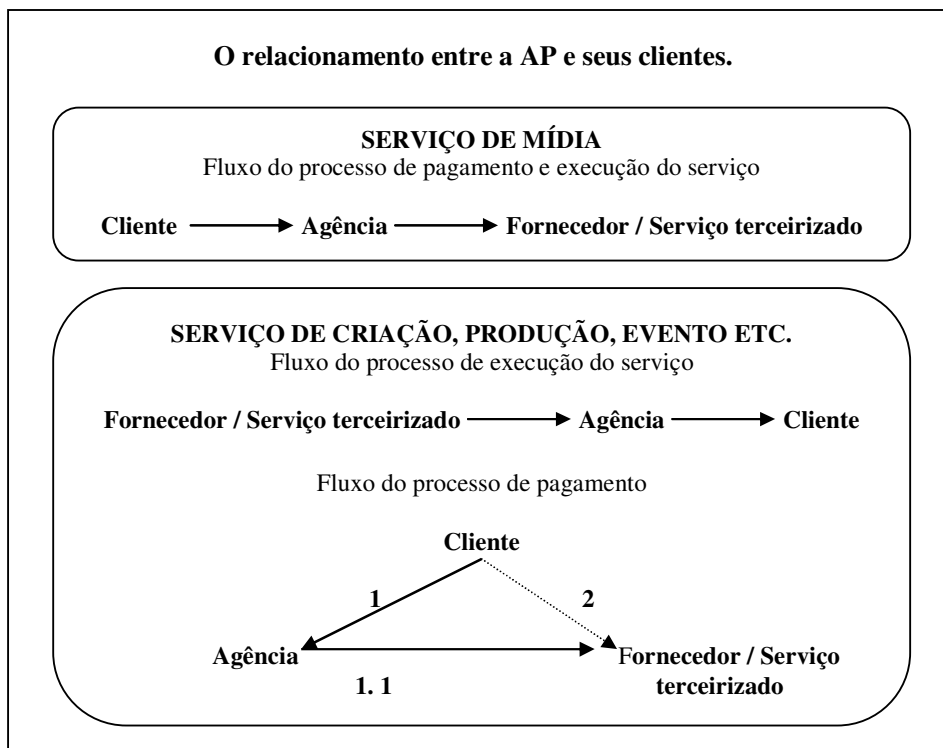 O relacionamento entre a AP e seus clientes.
SERVIÇO DE MÍDIA
Fluxo do processo de pagamento e execução do serviço
Cliente Agência Fornecedor / Serviço terceirizado
SERVIÇO DE CRIAÇÃO, PRODUÇÃO, EVENTO ETC.
Fluxo do processo de execução do serviço
Fornecedor / Serviço terceirizado Agência Cliente
Fluxo do processo de pagamento
Cliente
1 2
Agência Fornecedor / Serviço
1. 1 terceirizado